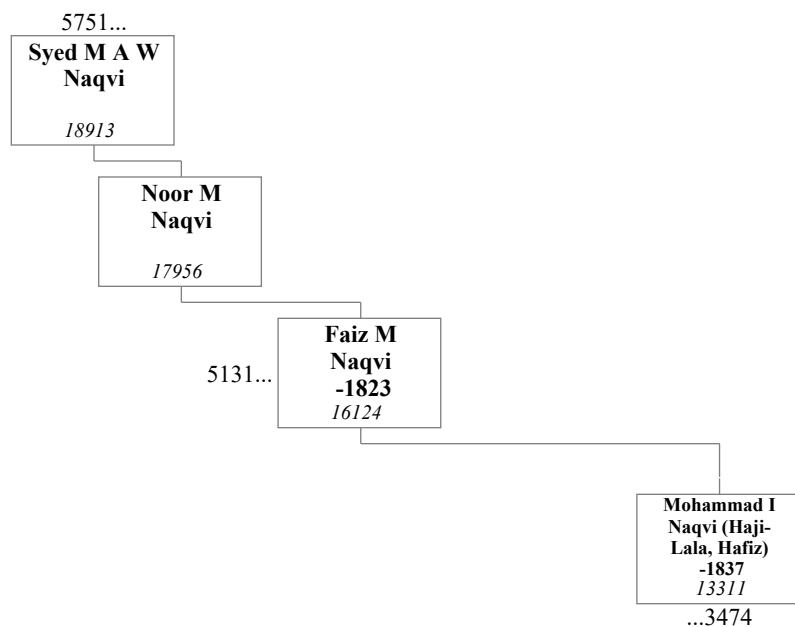 5751...
Syed M A W
Naqvi
18913
Noor M
Naqvi
17956
Faiz M
Naqvi
-1823
16124
5131...
Mohammad I
Naqvi (Haji-
Lala, Hafiz)
-1837
13311
...3474